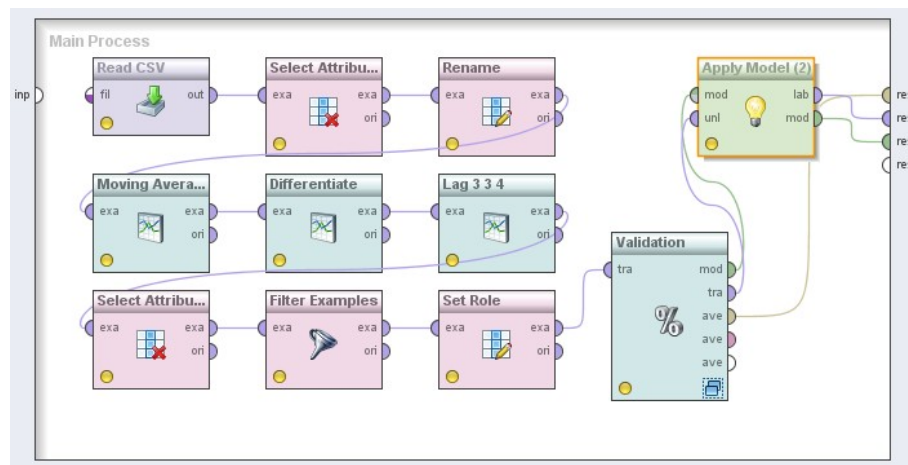 Main Process
Read CSV
fil out
Select Attribu...
exa exa
ori
Rename
exa exa
ori
Apply Model (2)
mod lab
unl mod
inp
re
re
re
re
Moving Avera...
exa exa
ori
Differentiate
exa exa
ori
Lag 3 3 4
exa exa
ori
Validation
tra mod
tra
ave
ave
ave
%
Select Attribu...
exa exa
ori
Filter Examples
exa exa
ori
Set Role
exa exa
ori